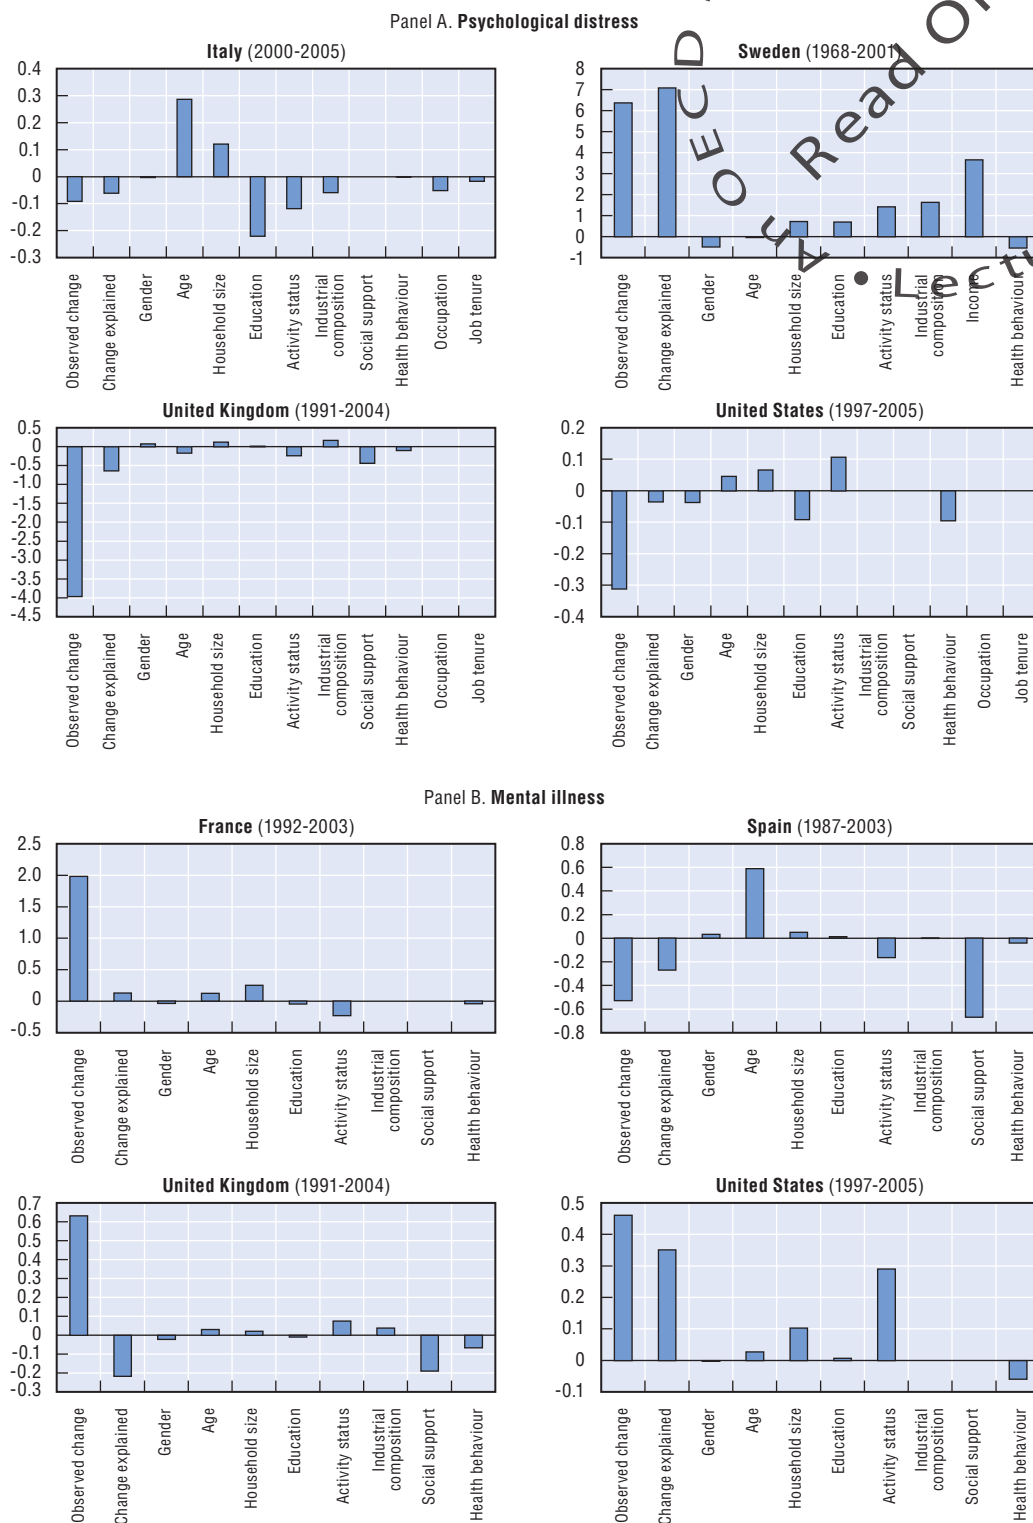 Panel A. Psychological distress
Italy (2000-2005)
0.4
0.3
0.2
0.1
0
-0.1
-0.2
-0.3
Observed change
Change explained
Gender
Age
Household size
Education
Activity status
Industrial
composition
Social support
Health behaviour
Occupation
Job tenure
Sweden (1968-2001)
8
7
6
5
4
3
2
1
0
-1
Observed change
Change explained
Gender
Age
Household size
Education
Activity status
Industrial
composition
Income
Health behaviour
United Kingdom (1991-2004)
0.5
0
-0.5
-1.0
-1.5
-2.0
-2.5
-3.0
-3.5
-4.0
-4.5
Observed change
Change explained
Gender
Age
Household size
Education
Activity status
Industrial
composition
Social support
Health behaviour
Occupation
Job tenure
United States (1997-2005)
0.2
0.1
0
-0.1
-0.2
-0.3
-0.4
Observed change
Change explained
Gender
Age
Household size
Education
Activity status
Industrial
composition
Social support
Health behaviour
Occupation
Job tenure
Panel B. Mental illness
France (1992-2003)
2.5
2.0
1.5
1.0
0.5
0
-0.5
Observed change
Change explained
Gender
Age
Household size
Education
Activity status
Industrial
composition
Social support
Health behaviour
Spain (1987-2003)
0.8
0.6
0.4
0.2
0
-0.2
-0.4
-0.6
-0.8
Observed change
Change explained
Gender
Age
Household size
Education
Activity status
Industrial
composition
Social support
Health behaviour
United Kingdom (1991-2004)
0.7
0.6
0.5
0.4
0.3
0.2
0.1
0
-0.1
-0.2
-0.3
Observed change
Change explained
Gender
Age
Household size
Education
Activity status
Industrial
composition
Social support
Health behaviour
United States (1997-2005)
0.5
0.4
0.3
0.2
0.1
0
-0.1
Observed change
Change explained
Gender
Age
Household size
Education
Activity status
Industrial
composition
Social support
Health behaviour
OECD
Read